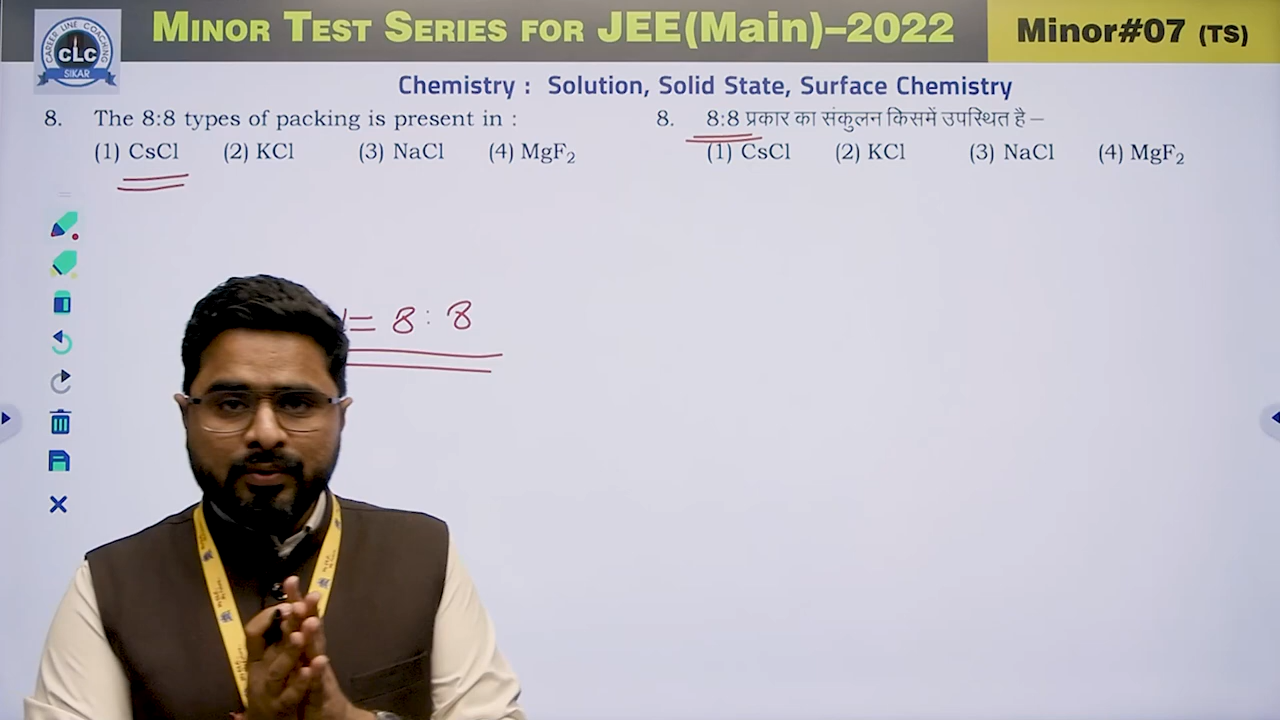 MINOR TEST SERIES FOR JEE(MAIN)–2022
Minor#07 (TS)
CAREER LINE COACHING
CLC
SIKAR
Chemistry : Solution, Solid State, Surface Chemistry
8. The 8:8 types of packing is present in :
(1) CsCl (2) KCl (3) NaCl (4) MgF₂
8. 8:8 प्रकार का संकुलन किसमें उपस्थित है –
(1) CsCl (2) KCl (3) NaCl (4) MgF₂
= 8 : 8